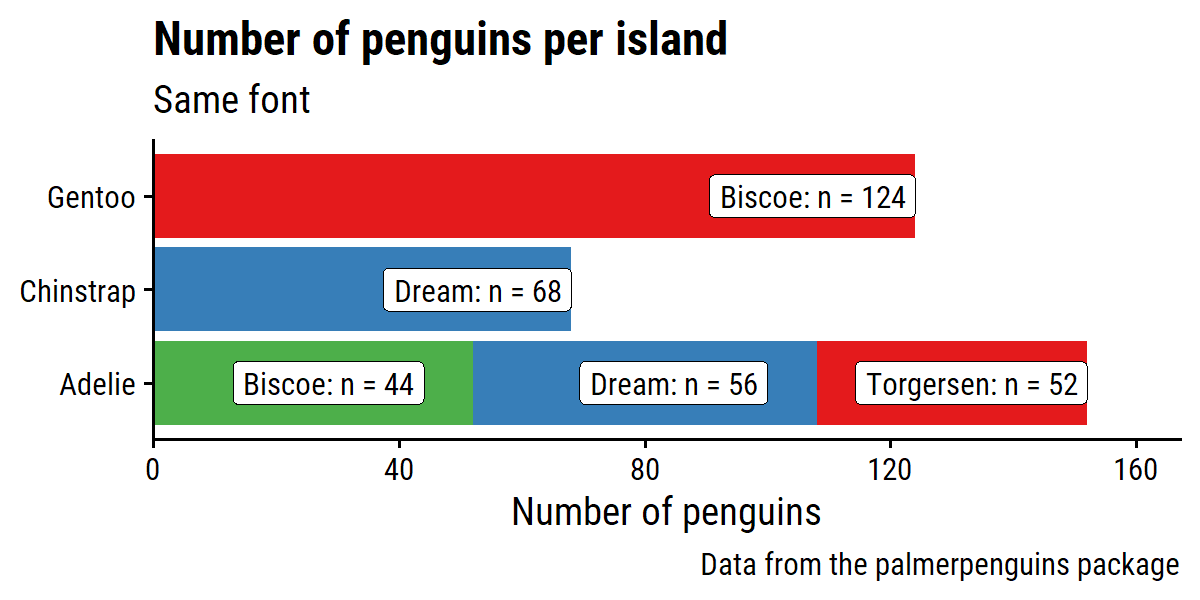 Number of penguins per island
Same font
Gentoo
Biscoe: n = 124
Chinstrap
Dream: n = 68
Adelie
Biscoe: n = 44
Dream: n = 56
Torgersen: n = 52
0 40 80 120 160
Number of penguins
Data from the palmerpenguins package